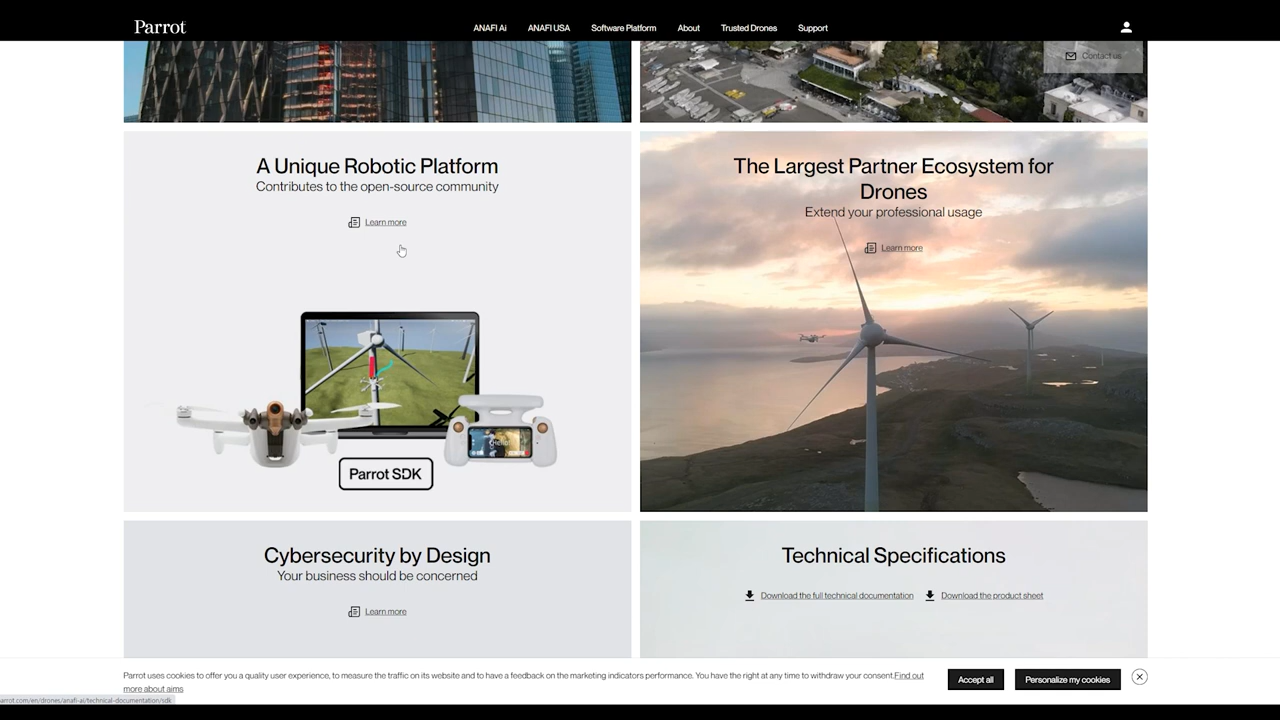 Parrot
ANAFI Ai
ANAFI USA
Software Platform
About
Trusted Drones
Support
Contact us
A Unique Robotic Platform
Contributes to the open-source community
Learn more
Parrot SDK
The Largest Partner Ecosystem for
Drones
Extend your professional usage
Learn more
Cybersecurity by Design
Your business should be concerned
Learn more
Technical Specifications
Download the full technical documentation
Download the product sheet
Parrot uses cookies to offer you a quality user experience, to measure the traffic on its website and to have a feedback on the marketing indicators performance. You have the right at any time to withdraw your consent.Find out
more about aims
Accept all
Personalize my cookies
arrot.com/en/drones/anafi-ai/technical-documentation/sdk